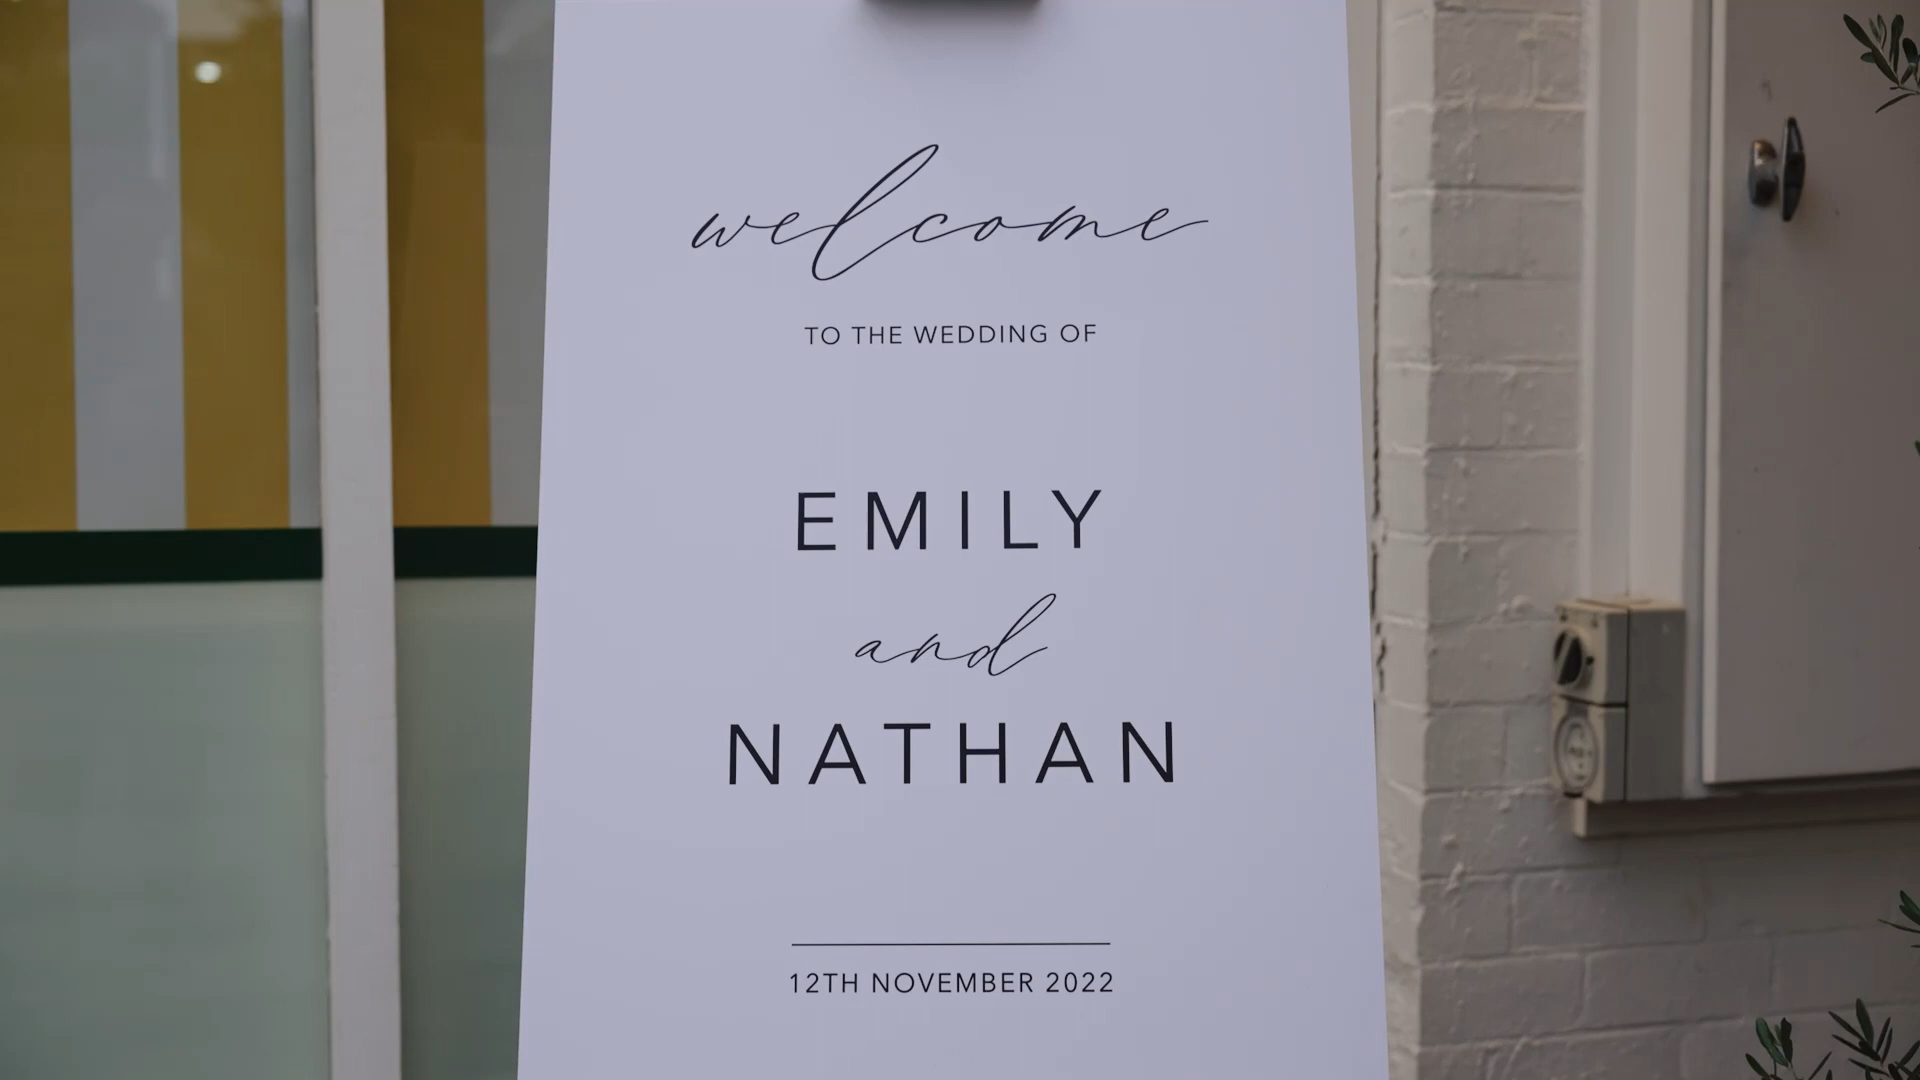 welcome
TO THE WEDDING OF
EMILY
and
NATHAN
12TH NOVEMBER 2022